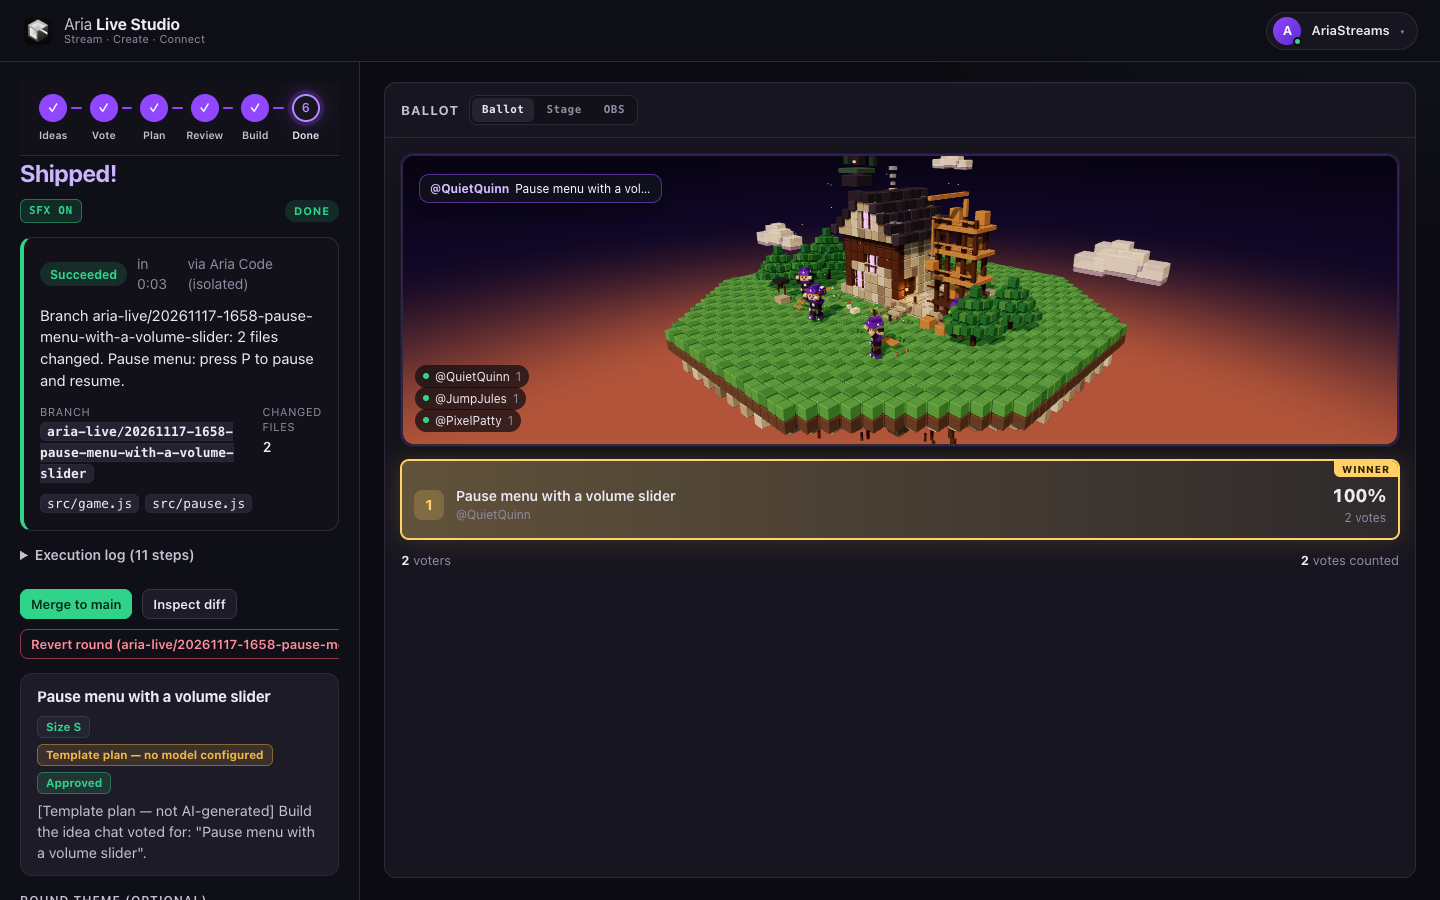 Aria Live Studio
Stream · Create · Connect
A
AriaStreams
6
Ideas
Vote
Plan
Review
Build
Done
Shipped!
SFX ON
DONE
Succeeded
in 0:03
via Aria Code (isolated)
Branch aria-live/20261117-1658-pause-
menu-with-a-volume-slider: 2 files
changed. Pause menu: press P to pause
and resume.
BRANCH
aria-live/20261117-1658-
pause-menu-with-a-volume-
slider
CHANGED
FILES
2
src/game.js
src/pause.js
Execution log (11 steps)
Merge to main
Inspect diff
Revert round (aria-live/20261117-1658-pause-m
Pause menu with a volume slider
Size S
Template plan — no model configured
Approved
[Template plan — not AI-generated] Build
the idea chat voted for: "Pause menu with
a volume slider".
ROUND THEME (OPTIONAL)
BALLOT
Ballot
Stage
OBS
@QuietQuinn Pause menu with a vol...
@QuietQuinn 1
@JumpJules 1
@PixelPatty 1
WINNER
1
Pause menu with a volume slider
@QuietQuinn
100%
2 votes
2 voters
2 votes counted